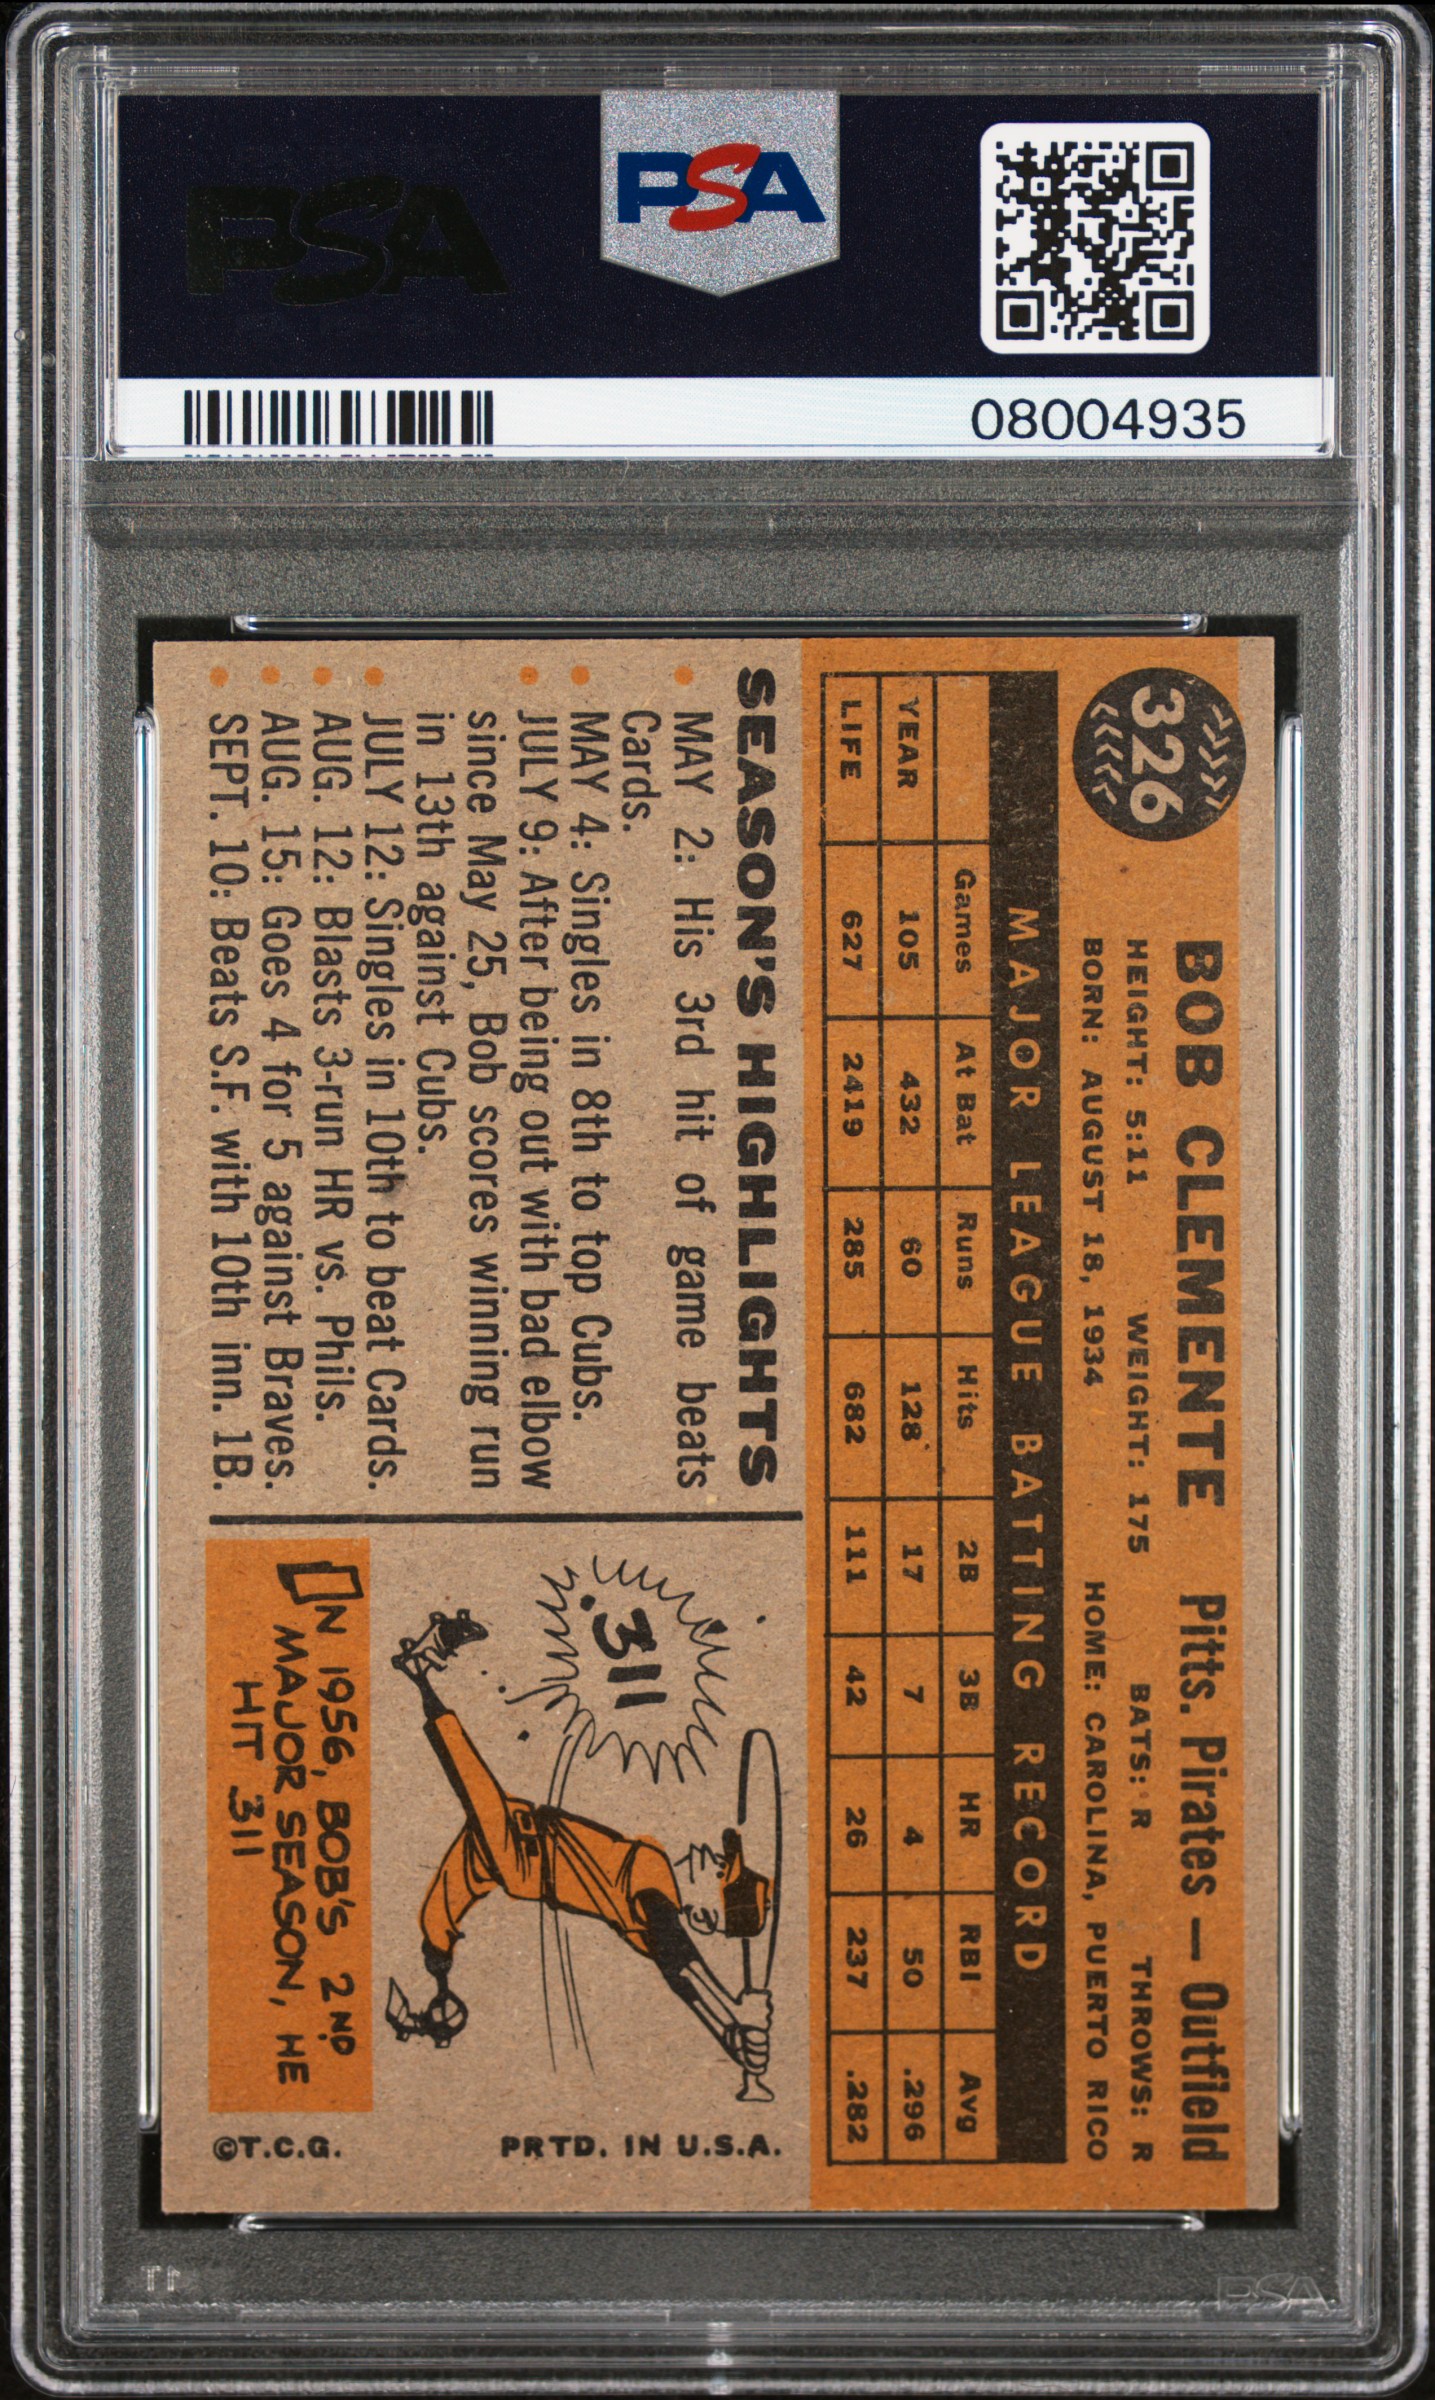 PSA
PSA
08004935
326
BOB CLEMENTE Pitts. Pirates — Outfield
HEIGHT: 5:11 WEIGHT: 175 BATS: R THROWS: R
BORN: AUGUST 18, 1934 HOME: CAROLINA, PUERTO RICO
MAJOR LEAGUE BATTING RECORD
Games At Bat Runs Hits 2B 3B HR RBI Avg
YEAR 105 432 60 128 17 7 4 50 .296
LIFE 627 2419 285 682 111 42 26 237 .282
SEASON'S HIGHLIGHTS
MAY 2: His 3rd hit of game beats
Cards.
MAY 4: Singles in 8th to top Cubs.
JULY 9: After being out with bad elbow
since May 25, Bob scores winning run
in 13th against Cubs.
JULY 12: Singles in 10th to beat Cards.
AUG. 12: Blasts 3-run HR vs. Phils.
AUG. 15: Goes 4 for 5 against Braves.
SEPT. 10: Beats S.F. with 10th inn. 1B.
.311
IN 1956, BOB'S 2ND
MAJOR SEASON, HE
HIT 311
PRTD. IN U.S.A.
©T.C.G.
PSA